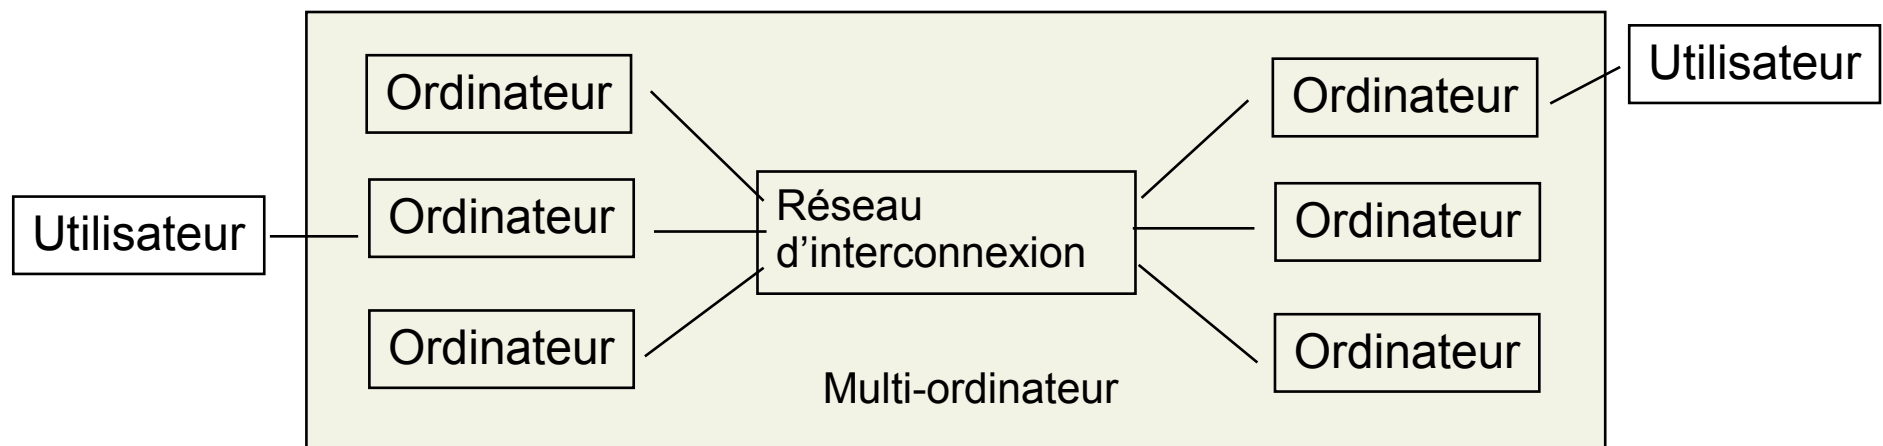 Utilisateur
Ordinateur
Ordinateur
Ordinateur
Réseau
d’interconnexion
Multi-ordinateur
Ordinateur
Ordinateur
Ordinateur
Utilisateur